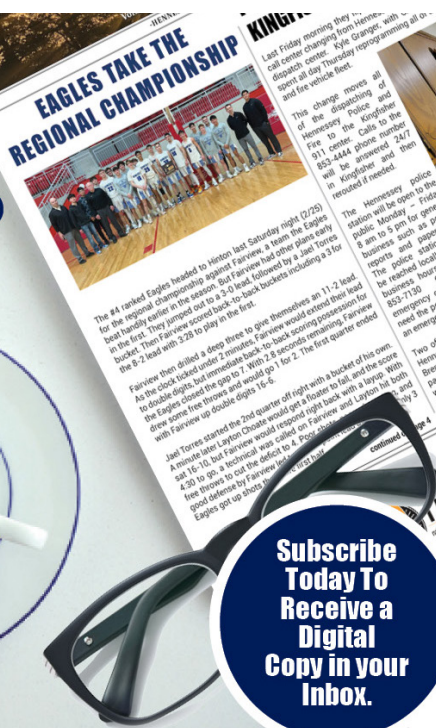 -HENNE
EAGLES TAKE THE
REGIONAL CHAMPIONSHIP
The #4 ranked Eagles headed to Hinton last Saturday night (2/25)
for the regional championship against Fairview, a team the Eagles
beat handily earlier in the season. But Fairview had other plans early
in the first. They jumped out to a 3-0 lead, followed by a Jael Torres
bucket. Then Fairview scored back-to-back buckets including a 3 for
the 8-2 lead with 3:28 to play in the first.
Fairview then drilled a deep three to give themselves an 11-2 lead.
As the clock ticked under 2 minutes, Fairview would extend their lead
to double digits, but immediate back-to-back scoring possession for
the Eagles closed the gap to 7. With 2.8 seconds remaining, Fairview
drew some free throws and would go 1 for 2. The first quarter ended
with Fairview up double digits 16-6.
Jael Torres started the 2nd quarter off right with a bucket of his own.
A minute later Layton Choate would get a floater to fall, and the score
sat 16-10, but Fairview would respond right back with a layup. With
4:30 to go, a technical was called on Fairview and Layton hit both
free throws to cut the deficit to 4. Poor
good defense by Fairview led
Eagles got up shots first half.
KINGFIS
Last Friday morning they
call center changing from Hennes
dispatch center. Kyle Granger, with
spent all day Thursday reprogramming all of
and fire vehicle fleet.
This change moves all
of the dispatching of
Hennessey Police and
Fire to the Kingfisher
911 center. Calls to the
853-4444 phone number
will be answered 24/7
in Kingfisher and then
rerouted if needed.
The Hennessey police
station will be open to the
public Monday – Frid
8 am to 5 pm for gene
business such as
reports and
The police stati
be reached locall
business hour
853-7130
emergency
need the p
an emerg
Two of
Henn
Bren
continued on page 4
Subscribe
Today To
Receive a
Digital
Copy in your
Inbox.